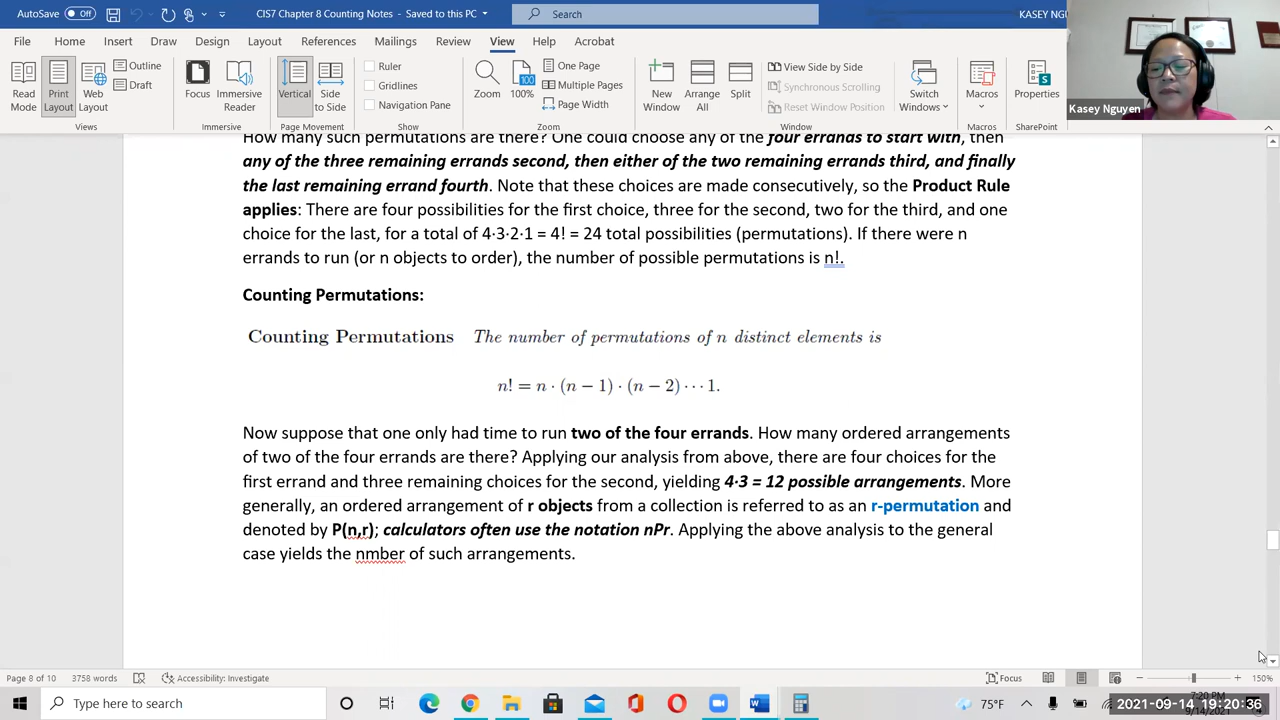 AutoSave Off
CIS7 Chapter 8 Counting Notes - Saved to this PC
Search
KASEY NG
File Home Insert Draw Design Layout References Mailings Review View Help Acrobat
Read Mode
Print Layout
Web Layout
Outline
Draft
Views
Focus
Immersive Reader
Immersive
Vertical
Side to Side
Page Movement
Ruler
Gridlines
Navigation Pane
Show
Zoom
100
100%
One Page
Multiple Pages
Page Width
Zoom
New Window
Arrange All
Split
View Side by Side
Synchronous Scrolling
Reset Window Position
Window
Switch Windows
Macros
Macros
Properties
SharePoint
Kasey Nguyen
How many such permutations are there? One could choose any of the four errands to start with, then
any of the three remaining errands second, then either of the two remaining errands third, and finally
the last remaining errand fourth. Note that these choices are made consecutively, so the Product Rule
applies: There are four possibilities for the first choice, three for the second, two for the third, and one
choice for the last, for a total of 4·3·2·1 = 4! = 24 total possibilities (permutations). If there were n
errands to run (or n objects to order), the number of possible permutations is n!.
Counting Permutations:
Counting Permutations The number of permutations of n distinct elements is
n! = n · (n − 1) · (n − 2) · · · 1.
Now suppose that one only had time to run two of the four errands. How many ordered arrangements
of two of the four errands are there? Applying our analysis from above, there are four choices for the
first errand and three remaining choices for the second, yielding 4·3 = 12 possible arrangements. More
generally, an ordered arrangement of r objects from a collection is referred to as an r-permutation and
denoted by P(n,r); calculators often use the notation nPr. Applying the above analysis to the general
case yields the nmber of such arrangements.
Page 8 of 10 3758 words Accessibility: Investigate Focus 150%
Type here to search
75°F
7:20 PM
9/14/2021
2021-09-14 19:20:36